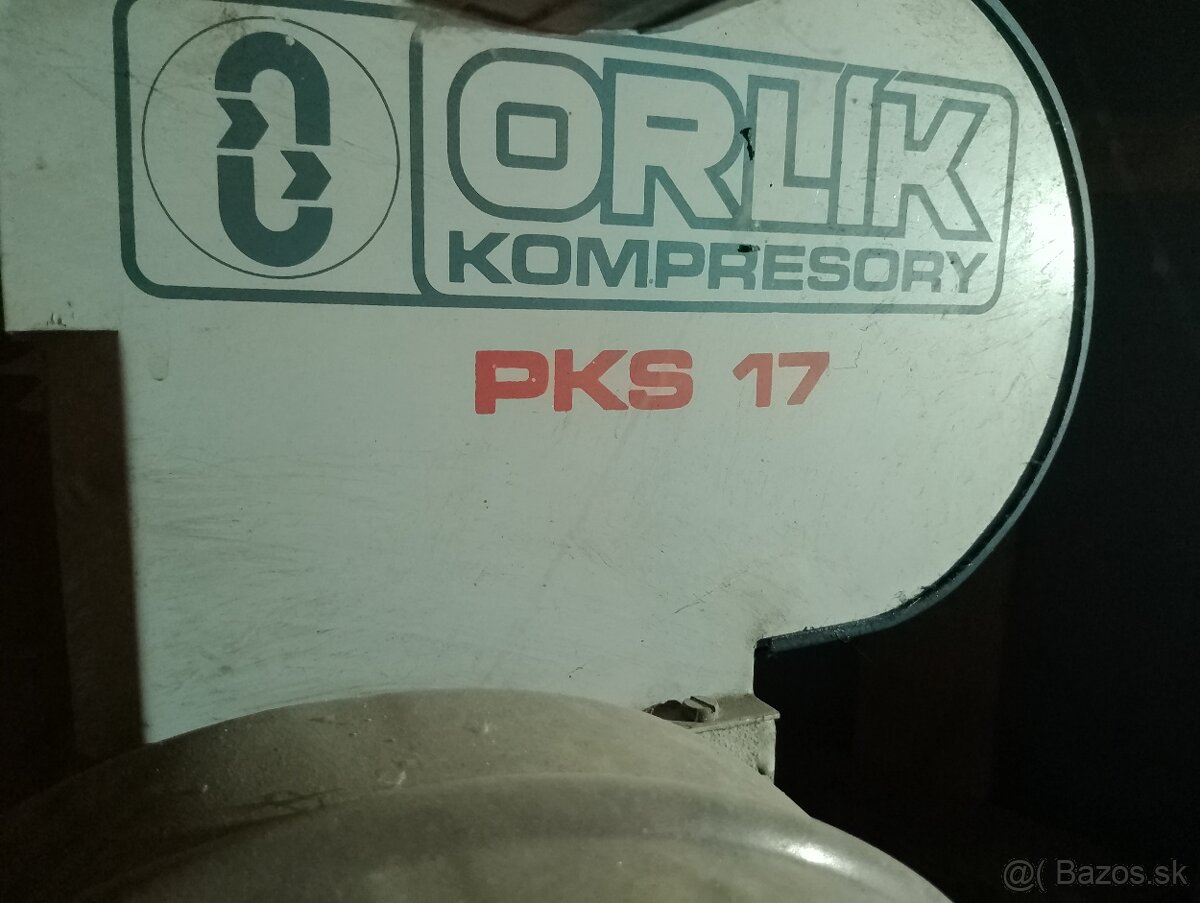 ORLIK
KOMPRESORY
PKS 17
@( Bazos.sk